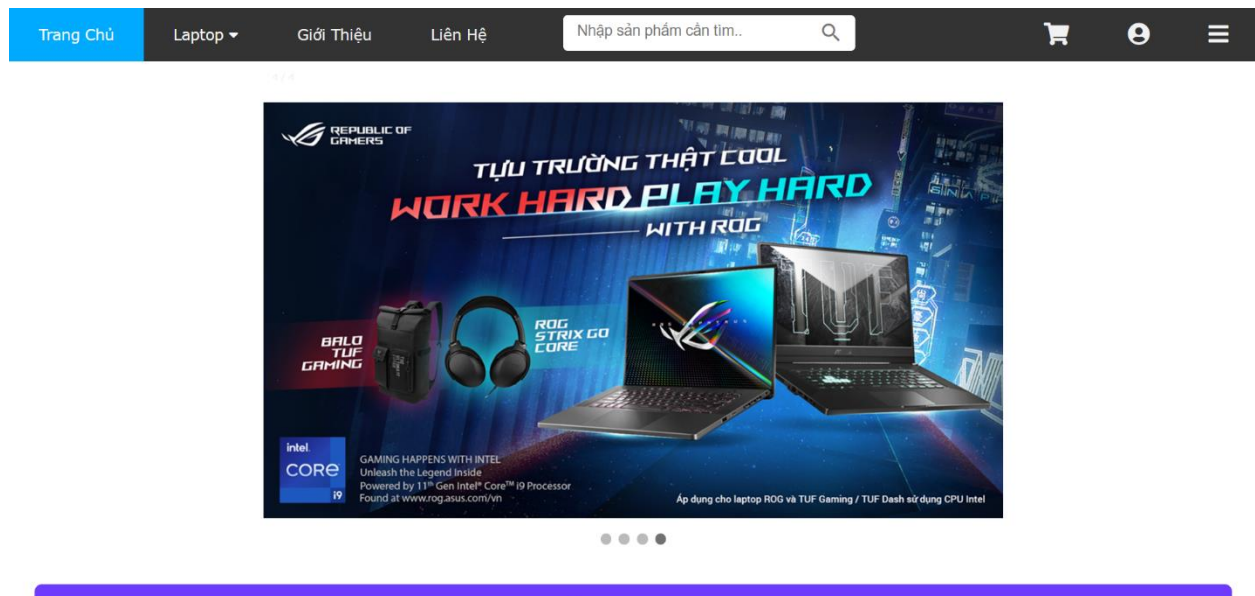 Trang Chủ
Laptop
Giới Thiệu
Liên Hệ
Nhập sản phẩm cần tìm..
REPUBLIC OF
GAMERS
TỰU TRƯỜNG THẬT COOL
WORK HARD PLAY HARD
WITH ROG
BALO
TUF
GAMING
ROG
STRIX GO
CORE
intel.
CORE
i9
GAMING HAPPENS WITH INTEL
Unleash the Legend Inside
Powered by 11th Gen Intel® Core™ i9 Processor
Found at www.rog.asus.com/vn
Áp dụng cho laptop ROG và TUF Gaming / TUF Dash sử dụng CPU Intel